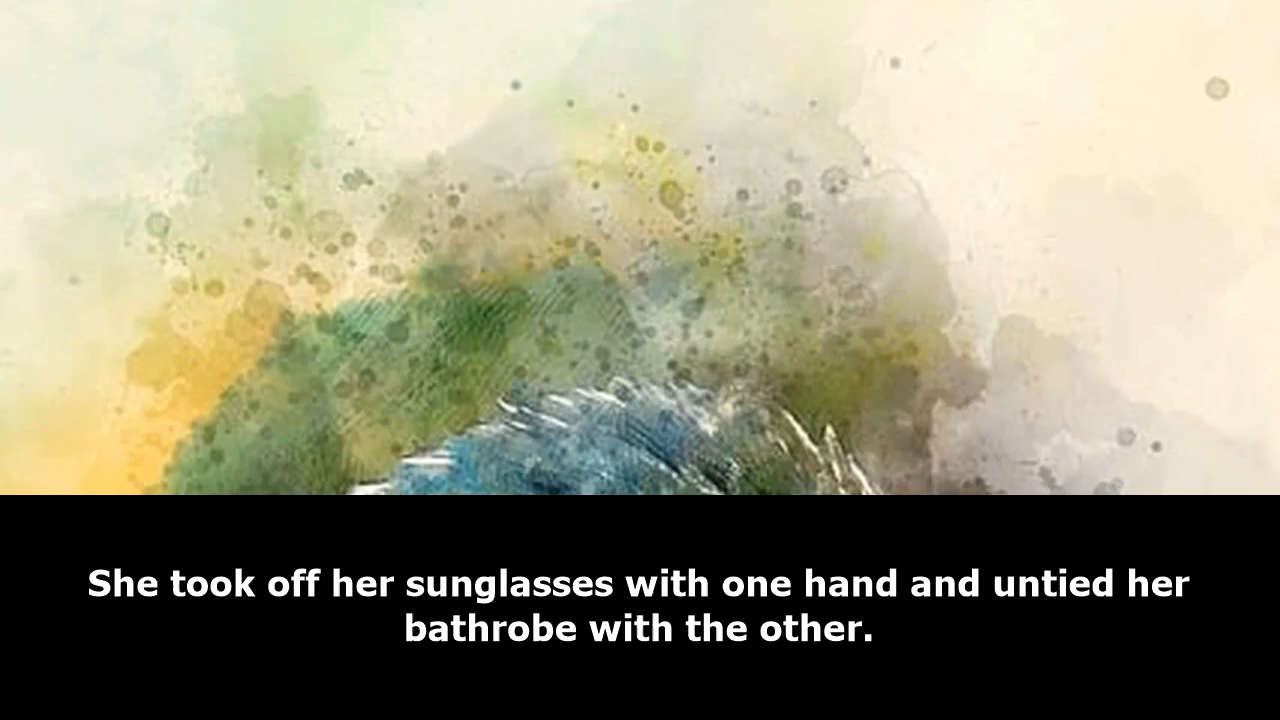 She took off her sunglasses with one hand and untied her
bathrobe with the other.